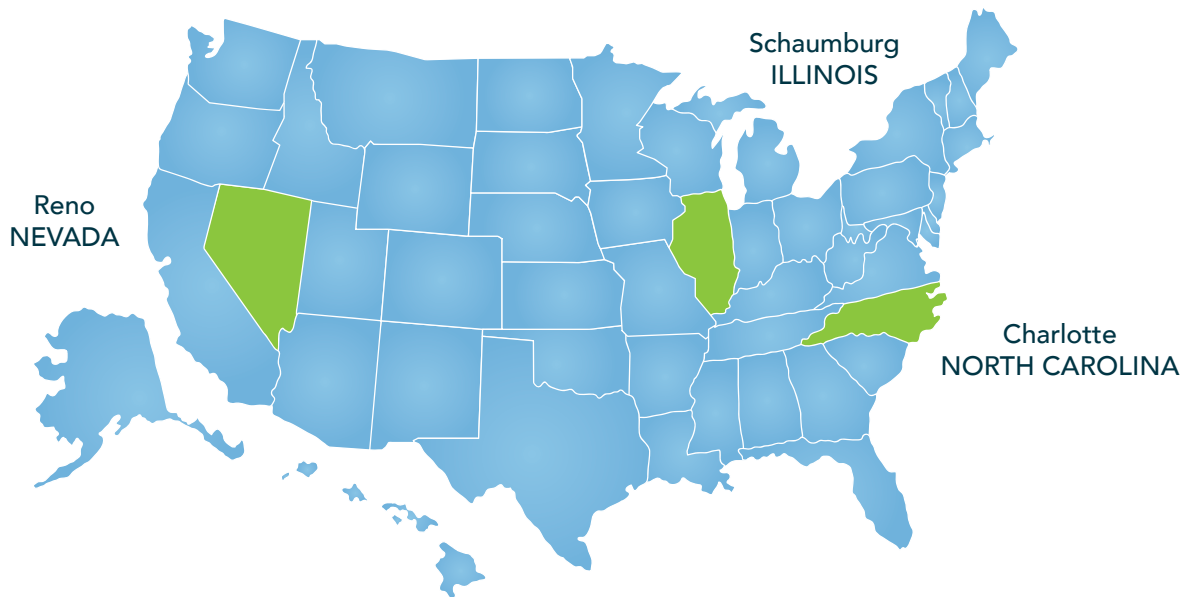 Schaumburg
ILLINOIS
Reno
NEVADA
Charlotte
NORTH CAROLINA